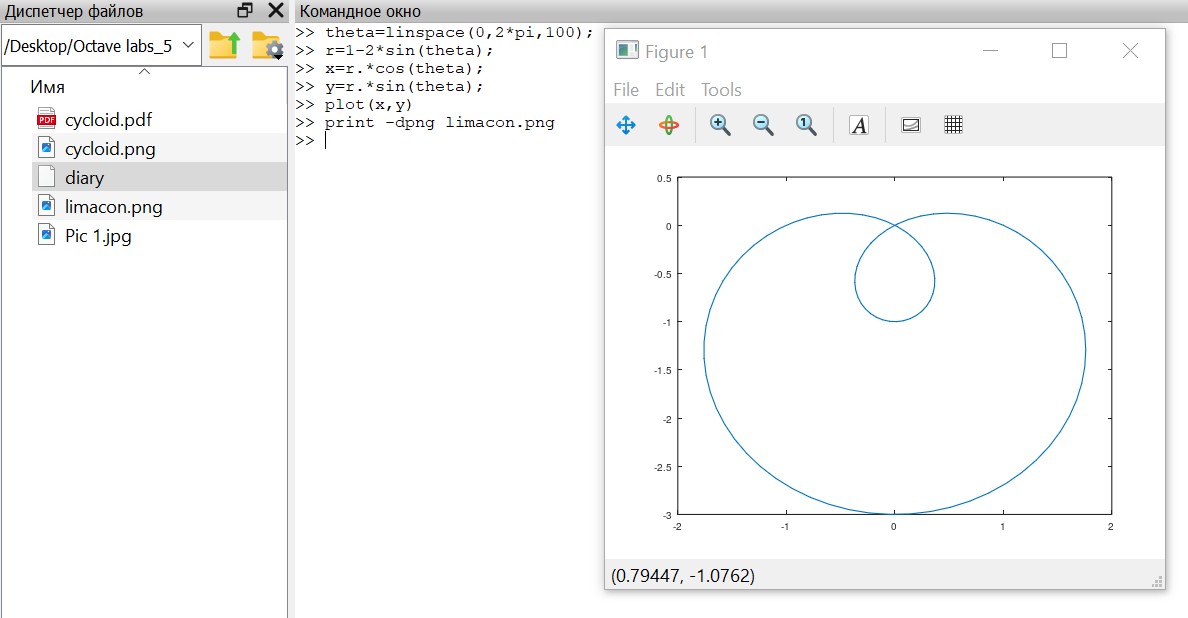 Диспетчер файлов
/Desktop/Octave labs_5
Имя
PDF
cycloid.pdf
cycloid.png
diary
limacon.png
Pic 1.jpg
Командное окно
>> theta=linspace(0,2*pi,100);
>> r=1-2*sin(theta);
>> x=r.*cos(theta);
>> y=r.*sin(theta);
>> plot(x,y)
>> print -dpng limacon.png
>>
Figure 1
File Edit Tools
1 A
0.5
0
-0.5
-1
-1.5
-2
-2.5
-3
-2 -1 0 1 2
(0.79447, -1.0762)